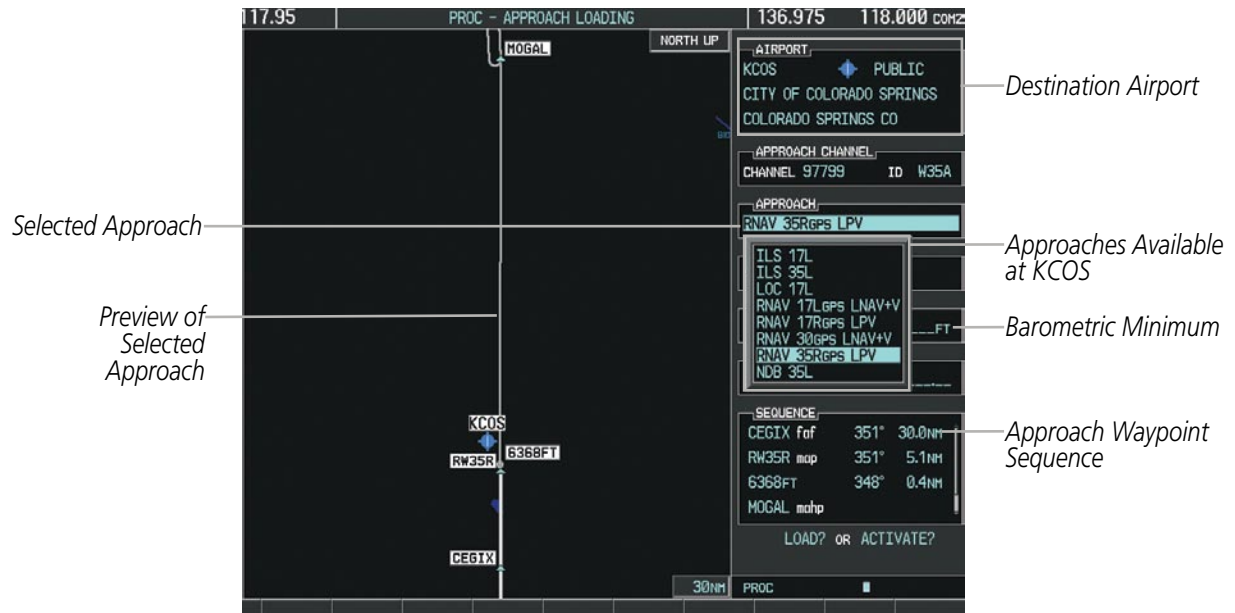 117.95 PROC - APPROACH LOADING 136.975 118.000 COM2
NORTH UP
MOGAL
KCOS
RW35R
6368FT
CEGIX
30NM
AIRPORT
KCOS PUBLIC
CITY OF COLORADO SPRINGS
COLORADO SPRINGS CO
APPROACH CHANNEL
CHANNEL 97799 ID W35A
APPROACH
RNAV 35RGPS LPV
ILS 17L
ILS 35L
LOC 17L
RNAV 17LGPS LNAV+V
RNAV 17RGPS LPV
RNAV 30GPS LNAV+V
RNAV 35RGPS LPV
NDB 35L
___FT
SEQUENCE
CEGIX faf 351° 30.0NM
RW35R map 351° 5.1NM
6368FT 348° 0.4NM
MOGAL mahp
LOAD? OR ACTIVATE?
PROC
Selected Approach
Preview of
Selected
Approach
Destination Airport
Approaches Available
at KCOS
Barometric Minimum
Approach Waypoint
Sequence